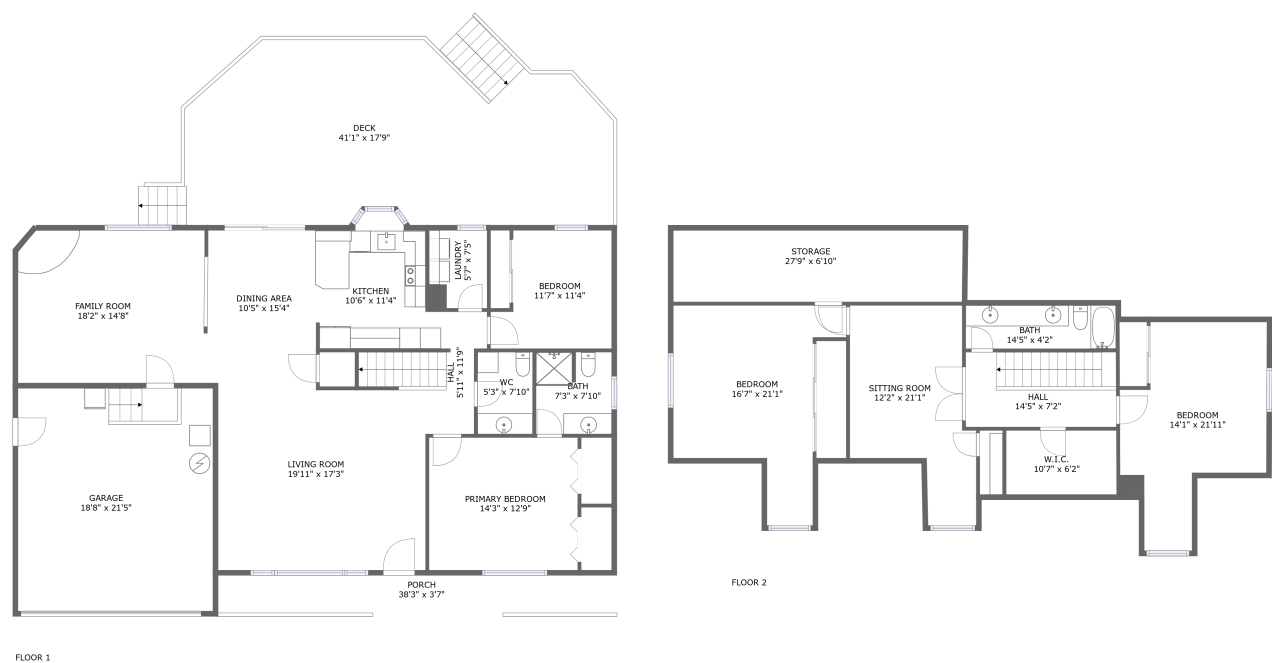 DECK
41'1" x 17'9"
FAMILY ROOM
18'2" x 14'8"
DINING AREA
10'5" x 15'4"
KITCHEN
10'6" x 11'4"
LAUNDRY
5'7" x 7'5"
BEDROOM
11'7" x 11'4"
HALL
5'11" x 11'9"
WC
5'3" x 7'10"
BATH
7'3" x 7'10"
LIVING ROOM
19'11" x 17'3"
PRIMARY BEDROOM
14'3" x 12'9"
GARAGE
18'8" x 21'5"
PORCH
38'3" x 3'7"
FLOOR 1
STORAGE
27'9" x 6'10"
BATH
14'5" x 4'2"
BEDROOM
16'7" x 21'1"
SITTING ROOM
12'2" x 21'1"
HALL
14'5" x 7'2"
BEDROOM
14'1" x 21'11"
W.I.C.
10'7" x 6'2"
FLOOR 2